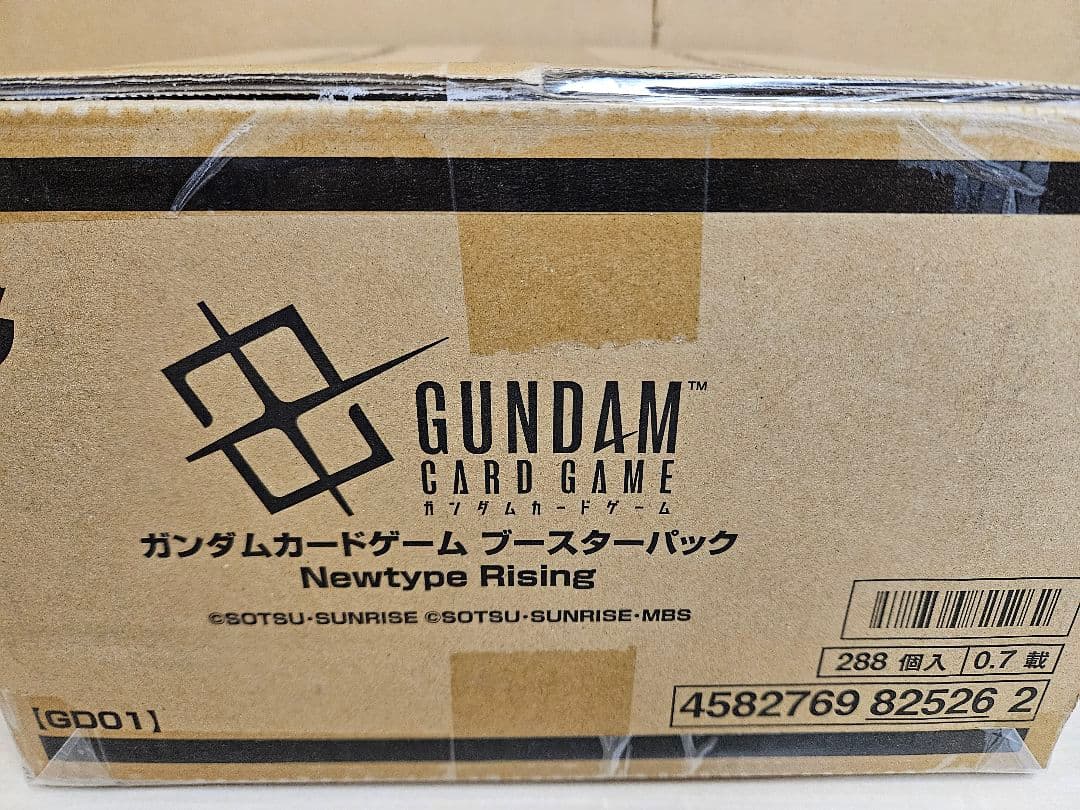 GUNDAM™
CARD GAME
ガンダムカードゲーム
ガンダムカードゲーム ブースターパック
Newtype Rising
©SOTSU・SUNRISE ©SOTSU・SUNRISE・MBS
288 個入 0.7 載
4582769 82526 2
【GD01】